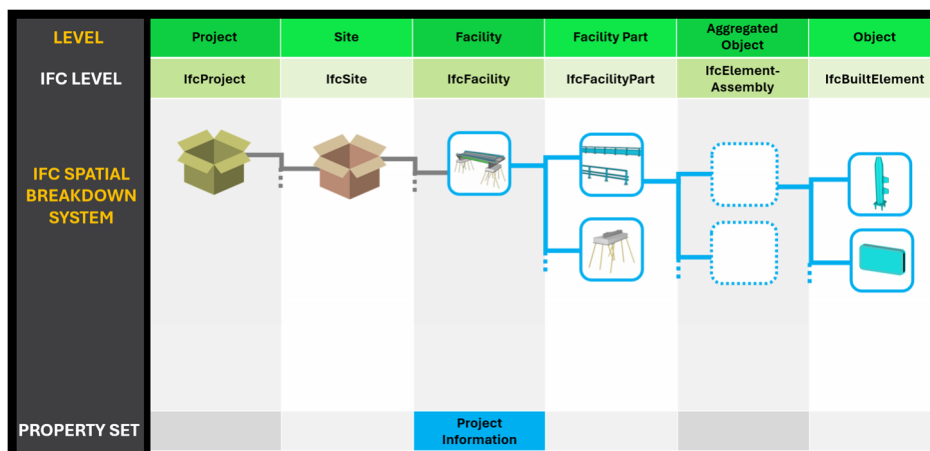 LEVEL
Project
Site
Facility
Facility Part
Aggregated
Object
Object
IFC LEVEL
IfcProject
IfcSite
IfcFacility
IfcFacilityPart
IfcElement-
Assembly
IfcBuiltElement
IFC SPATIAL
BREAKDOWN
SYSTEM
PROPERTY SET
Project
Information